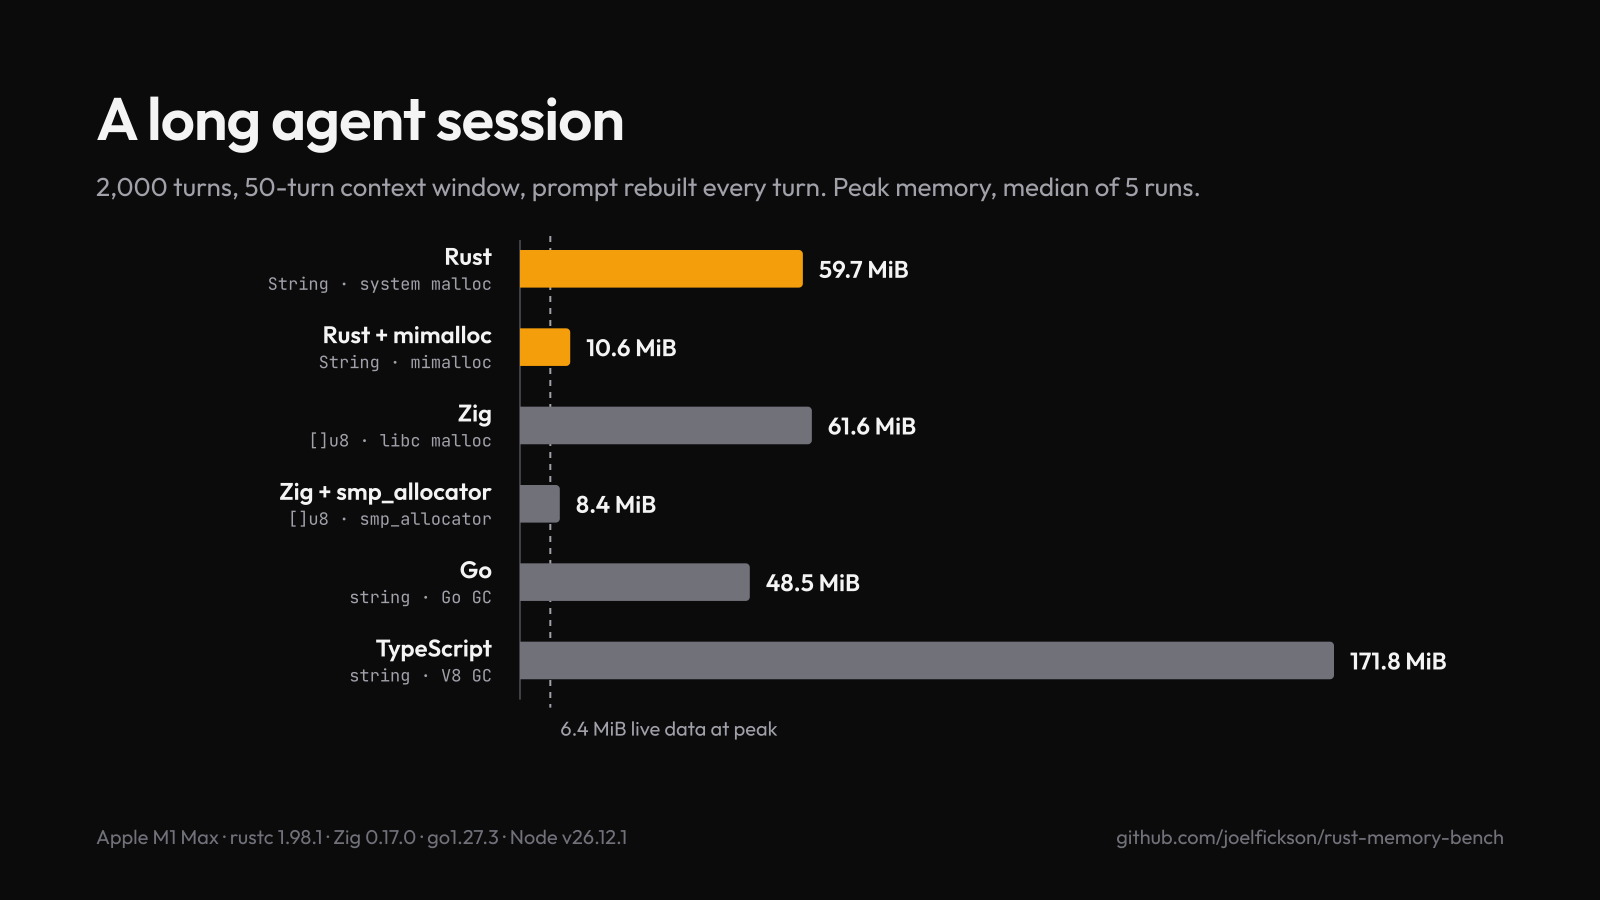 A long agent session
2,000 turns, 50-turn context window, prompt rebuilt every turn. Peak memory, median of 5 runs.
Rust
String · system malloc
59.7 MiB
Rust + mimalloc
String · mimalloc
10.6 MiB
Zig
[]u8 · libc malloc
61.6 MiB
Zig + smp_allocator
[]u8 · smp_allocator
8.4 MiB
Go
string · Go GC
48.5 MiB
TypeScript
string · V8 GC
171.8 MiB
6.4 MiB live data at peak
Apple M1 Max · rustc 1.98.1 · Zig 0.17.0 · go1.27.3 · Node v26.12.1
github.com/joelfickson/rust-memory-bench